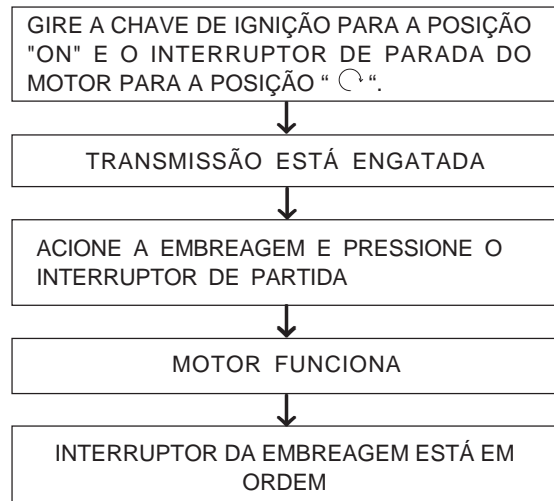 GIRE A CHAVE DE IGNIÇÃO PARA A POSIÇÃO
"ON" E O INTERRUPTOR DE PARADA DO
MOTOR PARA A POSIÇÃO “ “.
TRANSMISSÃO ESTÁ ENGATADA
ACIONE A EMBREAGEM E PRESSIONE O
INTERRUPTOR DE PARTIDA
MOTOR FUNCIONA
INTERRUPTOR DA EMBREAGEM ESTÁ EM
ORDEM